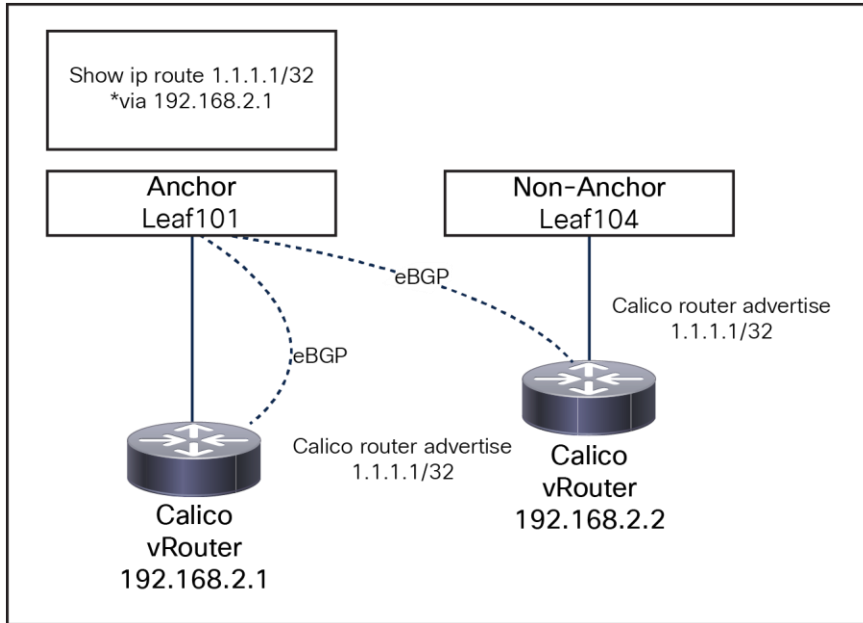 Show ip route 1.1.1.1/32
*via 192.168.2.1
Anchor
Leaf101
Non-Anchor
Leaf104
eBGP
Calico router advertise
1.1.1.1/32
eBGP
Calico router advertise
1.1.1.1/32
Calico
vRouter
192.168.2.2
Calico
vRouter
192.168.2.1